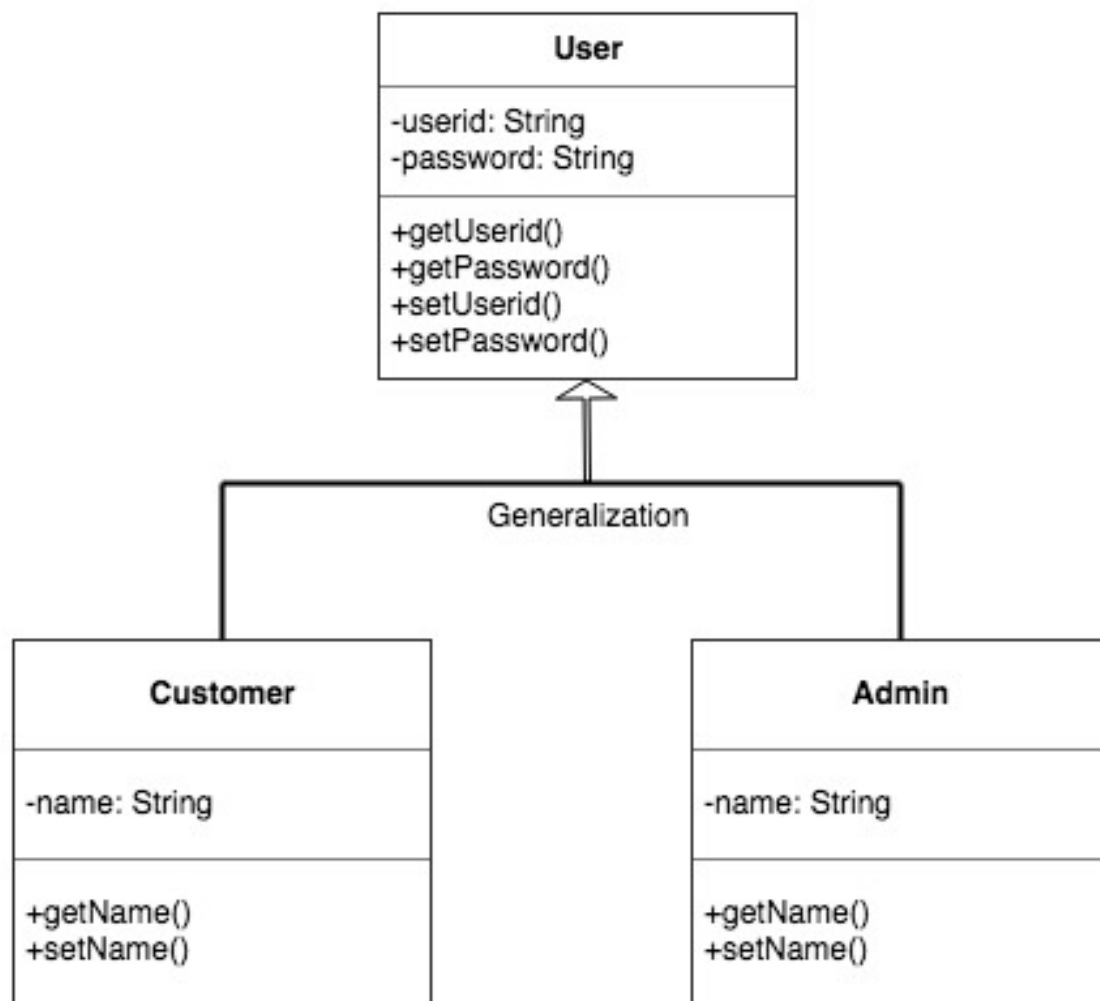 User
-userid: String
-password: String
+getUserid()
+getPassword()
+setUserid()
+setPassword()
Generalization
Customer
-name: String
+getName()
+setName()
Admin
-name: String
+getName()
+setName()